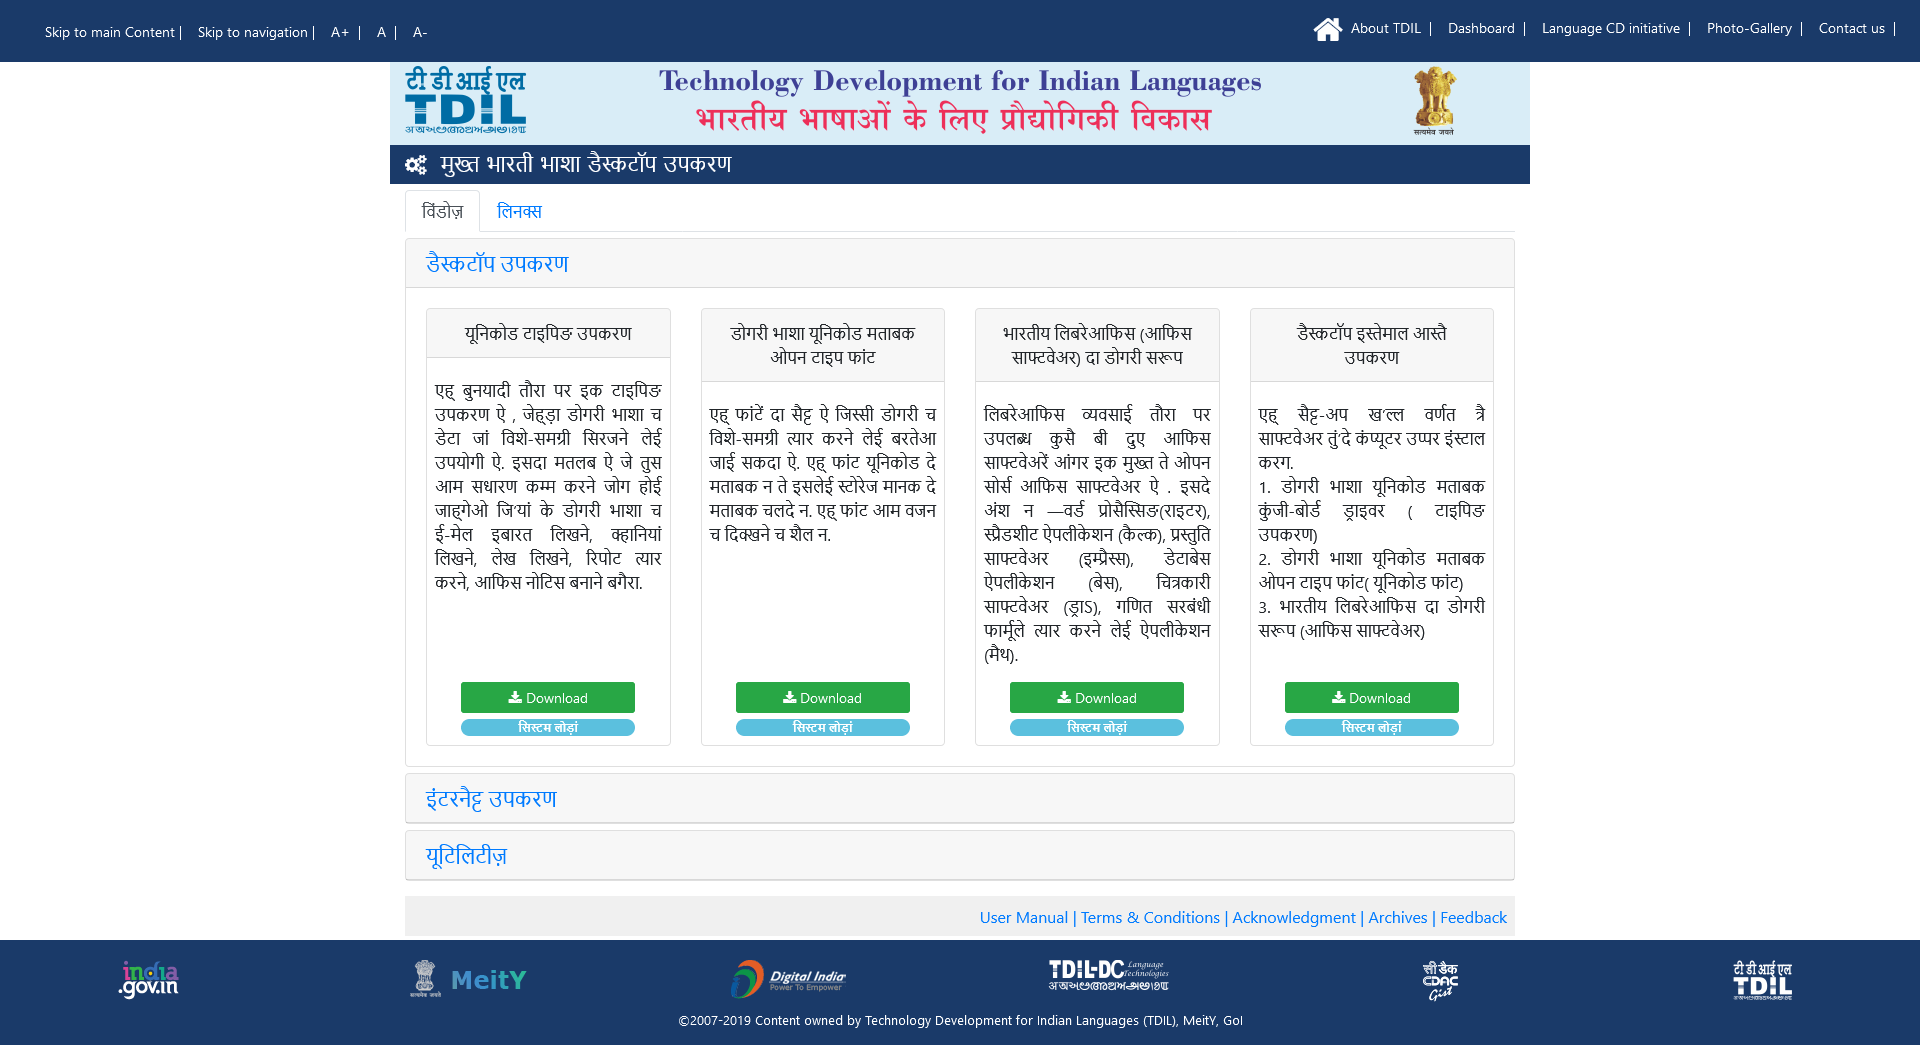 Skip to main Content | Skip to navigation | A+ | A | A-
About TDIL | Dashboard | Language CD initiative | Photo-Gallery | Contact us |
टी डी आई एल
TDIL
Technology Development for Indian Languages
भारतीय भाषाओं के लिए प्रौद्योगिकी विकास
सत्यमेव जयते
मुख्त भारती भाशा डैस्कटॉप उपकरण
विंडोज़
लिनक्स
डैस्कटॉप उपकरण
यूनिकोड टाइपिङ उपकरण
एह् बुनयादी तौरा पर इक टाइपिङ
उपकरण ऐ , जेह्ड़ा डोगरी भाशा च
डेटा जां विशे-समग्री सिरजने लेई
उपयोगी ऐ. इसदा मतलब ऐ जे तुस
आम सधारण कम्म करने जोग होई
जाह्गेओ जि’यां के डोगरी भाशा च
ई-मेल इबारत लिखने, क्हानियां
लिखने, लेख लिखने, रिपोट त्यार
करने, आफिस नोटिस बनाने बगैरा.
Download
सिस्टम लोड़ां
डोगरी भाशा यूनिकोड मताबक
ओपन टाइप फांट
एह् फांटें दा सैट्ट ऐ जिस्सी डोगरी च
विशे-समग्री त्यार करने लेई बरतेआ
जाई सकदा ऐ. एह् फांट यूनिकोड दे
मताबक न ते इसलेई स्टोरेज मानक दे
मताबक चलदे न. एह् फांट आम वजन
च दिक्खने च शैल न.
Download
सिस्टम लोड़ां
भारतीय लिबरेआफिस (आफिस
साफ्टवेअर) दा डोगरी सरूप
लिबरेआफिस व्यवसाई तौरा पर
उपलब्ध कुसै बी दुए आफिस
साफ्टवेअरें आंगर इक मुख्त ते ओपन
सोर्स आफिस साफ्टवेअर ऐ . इसदे
अंश न —वर्ड प्रोसैस्सिङ(राइटर),
स्प्रैडशीट ऐपलीकेशन (कैल्क), प्रस्तुति
साफ्टवेअर (इम्प्रैस्स), डेटाबेस
ऐपलीकेशन (बेस), चित्रकारी
साफ्टवेअर (ड्राऽ), गणित सरबंधी
फार्मूले त्यार करने लेई ऐपलीकेशन
(मैथ).
Download
सिस्टम लोड़ां
डैस्कटॉप इस्तेमाल आस्तै
उपकरण
एह् सैट्ट-अप ख’ल्ल वर्णत त्रै
साफ्टवेअर तुं’दे कंप्यूटर उप्पर इंस्टाल
करग.
1. डोगरी भाशा यूनिकोड मताबक
कुंजी-बोर्ड ड्राइवर ( टाइपिङ
उपकरण)
2. डोगरी भाशा यूनिकोड मताबक
ओपन टाइप फांट( यूनिकोड फांट)
3. भारतीय लिबरेआफिस दा डोगरी
सरूप (आफिस साफ्टवेअर)
Download
सिस्टम लोड़ां
इंटरनैट्ट उपकरण
यूटिलिटीज़
User Manual | Terms & Conditions | Acknowledgment | Archives | Feedback
india
.gov.in
सत्यमेव जयते
MeitY
Digital India
Power To Empower
TDIL-DC Language Technologies
सी डैक
CDAC
Gist
टी डी आई एल
TDIL
©2007-2019 Content owned by Technology Development for Indian Languages (TDIL), MeitY, GoI